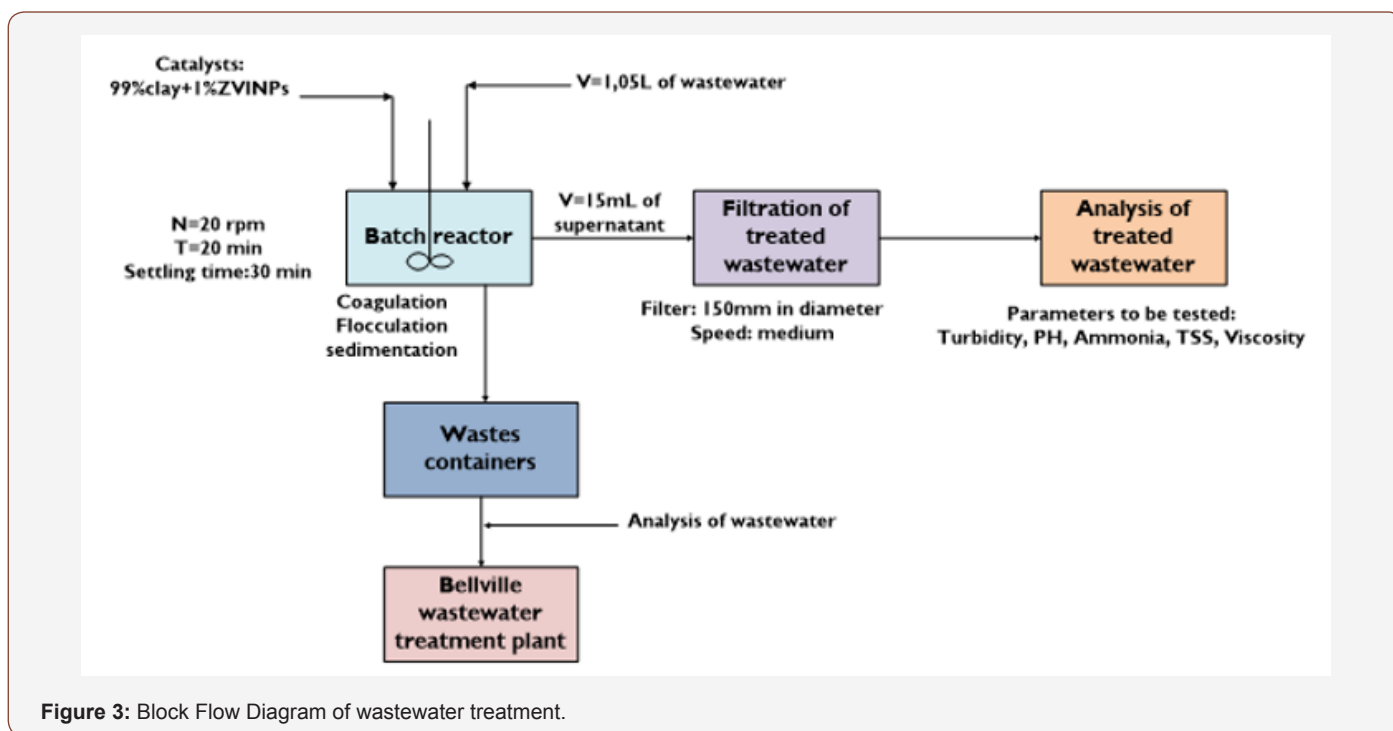 Catalysts:
99%clay+1%ZVINPs
V=1,05L of wastewater
N=20 rpm
T=20 min
Settling time:30 min
Batch reactor
Coagulation
Flocculation
sedimentation
V=15mL of
supernatant
Filtration of
treated
wastewater
Filter: 150mm in diameter
Speed: medium
Analysis of
treated
wastewater
Parameters to be tested:
Turbidity, PH, Ammonia, TSS, Viscosity
Wastes
containers
Analysis of wastewater
Bellville
wastewater
treatment plant
Figure 3: Block Flow Diagram of wastewater treatment.